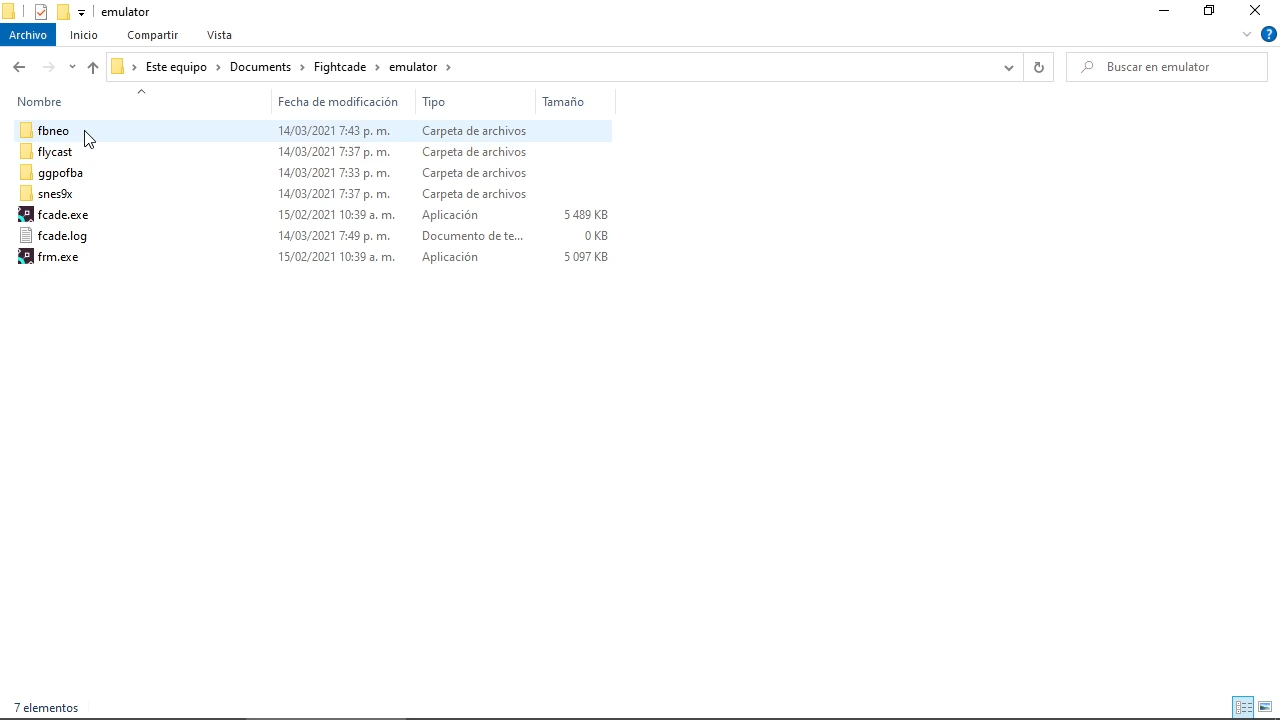 emulator
Archivo Inicio Compartir Vista ?
Este equipo Documents Fightcade emulator Buscar en emulator
Nombre Fecha de modificación Tipo Tamaño
fbneo 14/03/2021 7:43 p. m. Carpeta de archivos
flycast 14/03/2021 7:37 p. m. Carpeta de archivos
ggpofba 14/03/2021 7:33 p. m. Carpeta de archivos
snes9x 14/03/2021 7:37 p. m. Carpeta de archivos
fcade.exe 15/02/2021 10:39 a. m. Aplicación 5 489 KB
fcade.log 14/03/2021 7:49 p. m. Documento de te... 0 KB
frm.exe 15/02/2021 10:39 a. m. Aplicación 5 097 KB
7 elementos